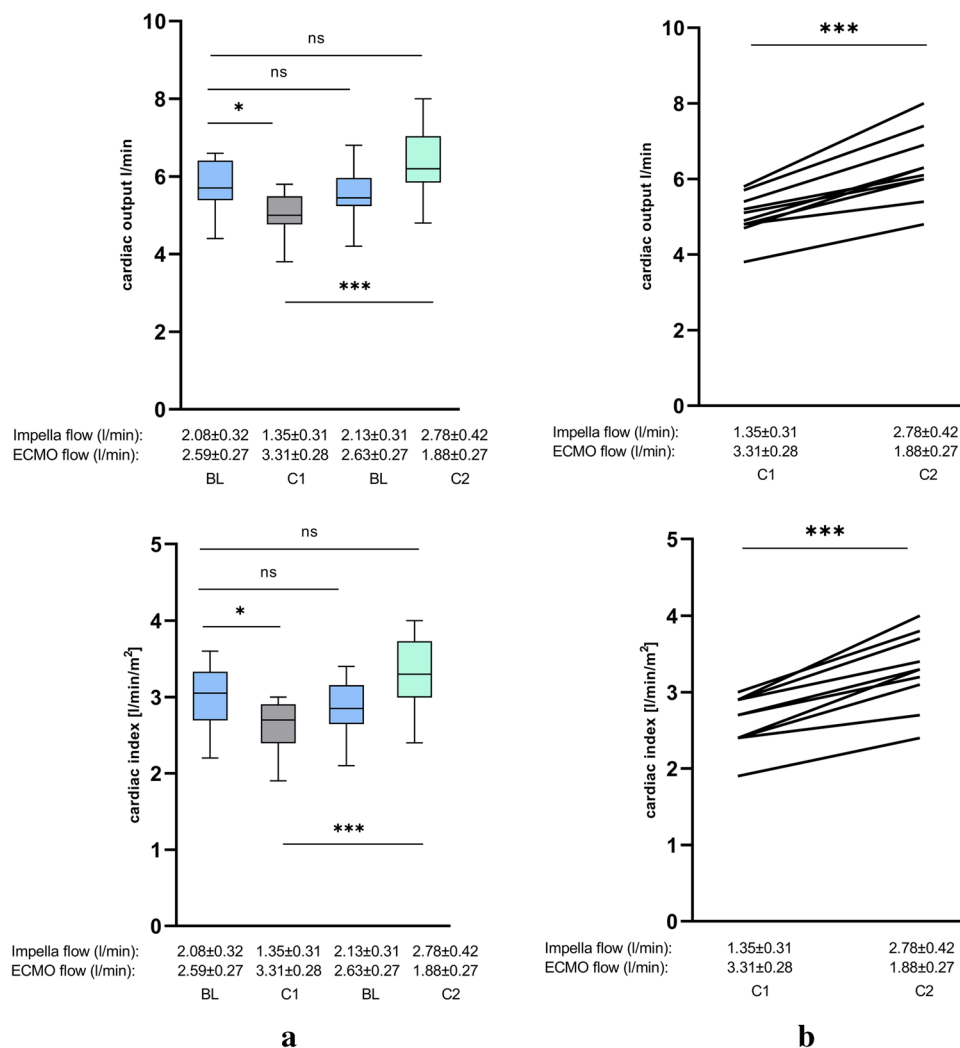 10
8
6
4
2
0
cardiac output l/min
ns
ns
*
***
Impella flow (l/min): 2.08±0.32 1.35±0.31 2.13±0.31 2.78±0.42
ECMO flow (l/min): 2.59±0.27 3.31±0.28 2.63±0.27 1.88±0.27
BL C1 BL C2
10
8
6
4
2
0
cardiac output l/min
***
Impella flow (l/min): 1.35±0.31 2.78±0.42
ECMO flow (l/min): 3.31±0.28 1.88±0.27
C1 C2
5
4
3
2
1
0
cardiac index [l/min/m²]
ns
ns
*
***
Impella flow (l/min): 2.08±0.32 1.35±0.31 2.13±0.31 2.78±0.42
ECMO flow (l/min): 2.59±0.27 3.31±0.28 2.63±0.27 1.88±0.27
BL C1 BL C2
a
5
4
3
2
1
0
cardiac index [l/min/m²]
***
Impella flow (l/min): 1.35±0.31 2.78±0.42
ECMO flow (l/min): 3.31±0.28 1.88±0.27
C1 C2
b